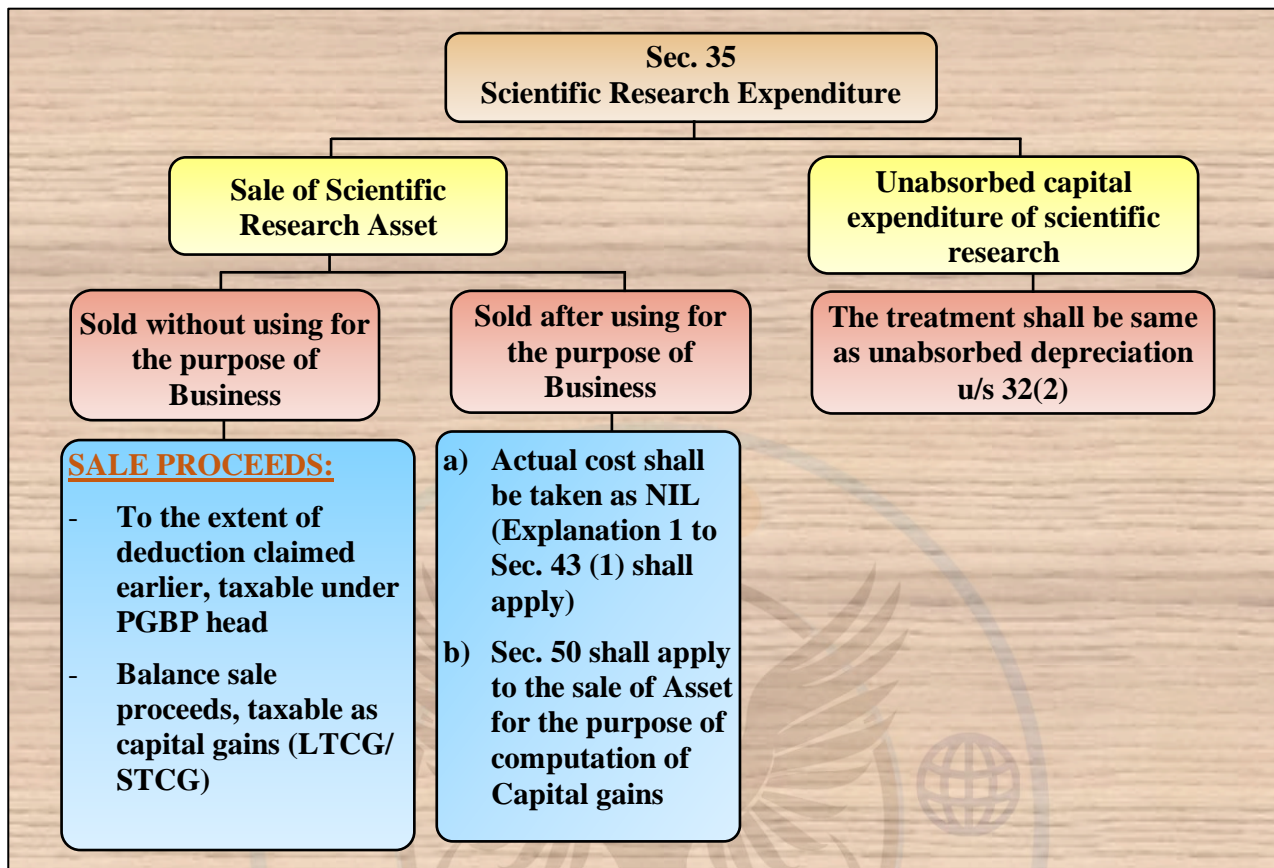 Sec. 35
Scientific Research Expenditure
Sale of Scientific
Research Asset
Unabsorbed capital
expenditure of scientific
research
Sold without using for
the purpose of
Business
Sold after using for
the purpose of
Business
The treatment shall be same
as unabsorbed depreciation
u/s 32(2)
SALE PROCEEDS:
- To the extent of
deduction claimed
earlier, taxable under
PGBP head
- Balance sale
proceeds, taxable as
capital gains (LTCG/
STCG)
a) Actual cost shall
be taken as NIL
(Explanation 1 to
Sec. 43 (1) shall
apply)
b) Sec. 50 shall apply
to the sale of Asset
for the purpose of
computation of
Capital gains